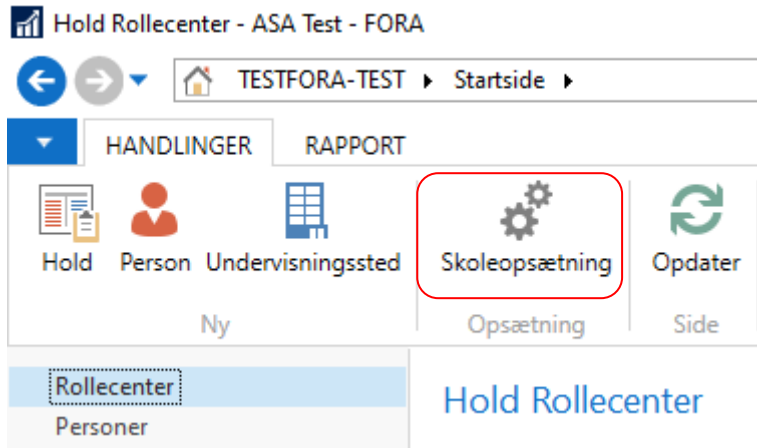 Hold Rollecenter - ASA Test - FORA
TESTFORA-TEST Startside
HANDLINGER RAPPORT
Hold Person Undervisningssted Skoleopsætning Opdater
Ny Opsætning Side
Rollecenter
Hold Rollecenter
Personer